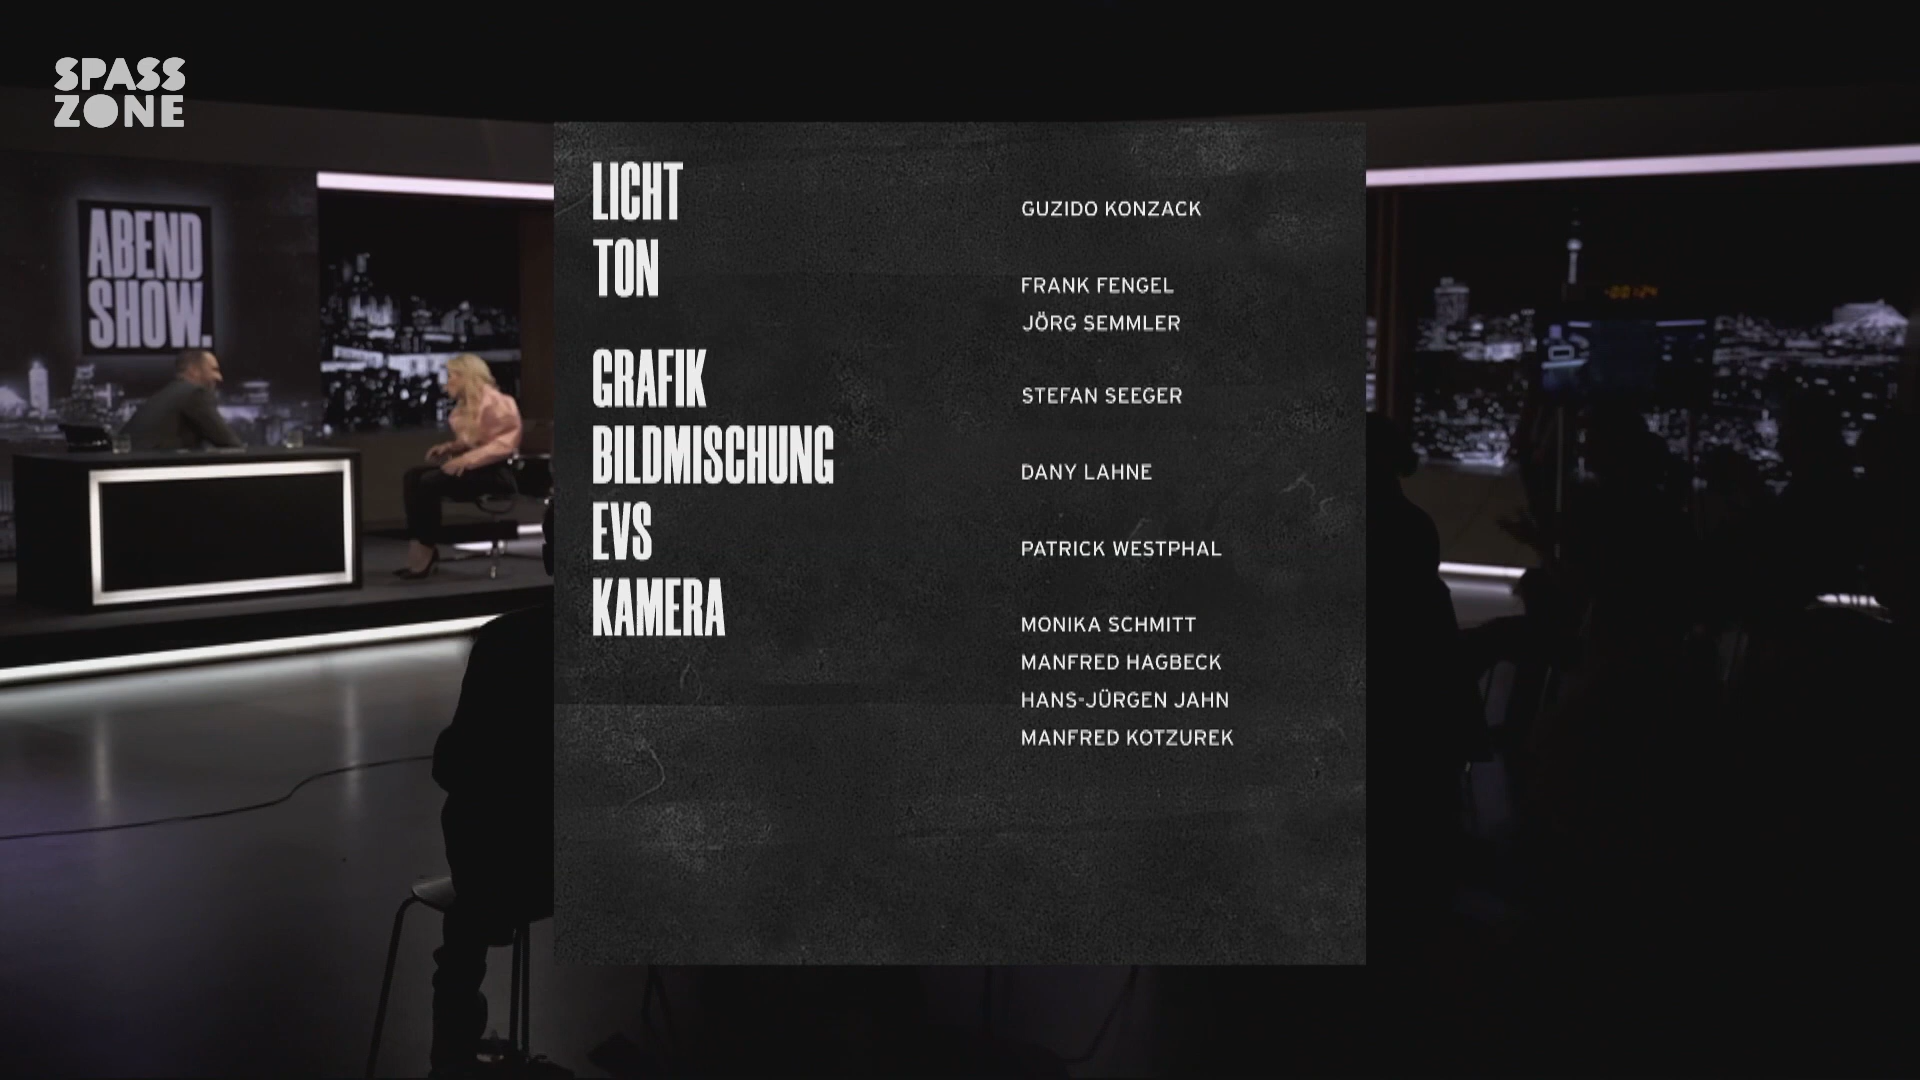 SPASS
ZONE
ABEND
SHOW.
LICHT
GUZIDO KONZACK
TON
FRANK FENGEL
JÖRG SEMMLER
GRAFIK
STEFAN SEEGER
BILDMISCHUNG
DANY LAHNE
EVS
PATRICK WESTPHAL
KAMERA
MONIKA SCHMITT
MANFRED HAGBECK
HANS-JÜRGEN JAHN
MANFRED KOTZUREK